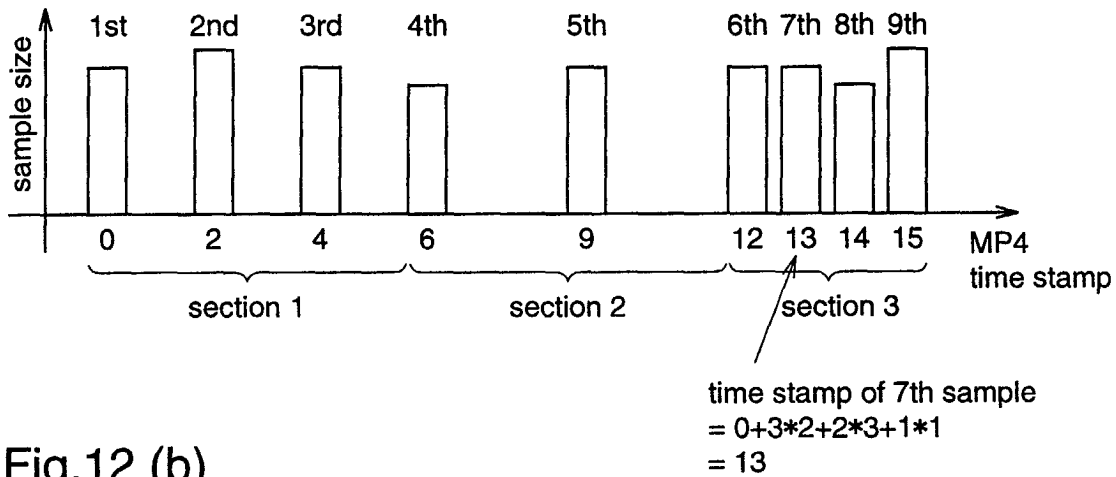 1st 2nd 3rd 4th 5th 6th 7th 8th 9th
sample size
0 2 4 6 9 12 13 14 15 MP4
time stamp
section 1 section 2 section 3
time stamp of 7th sample
= 0+3*2+2*3+1*1
= 13
Fig.12 (b)